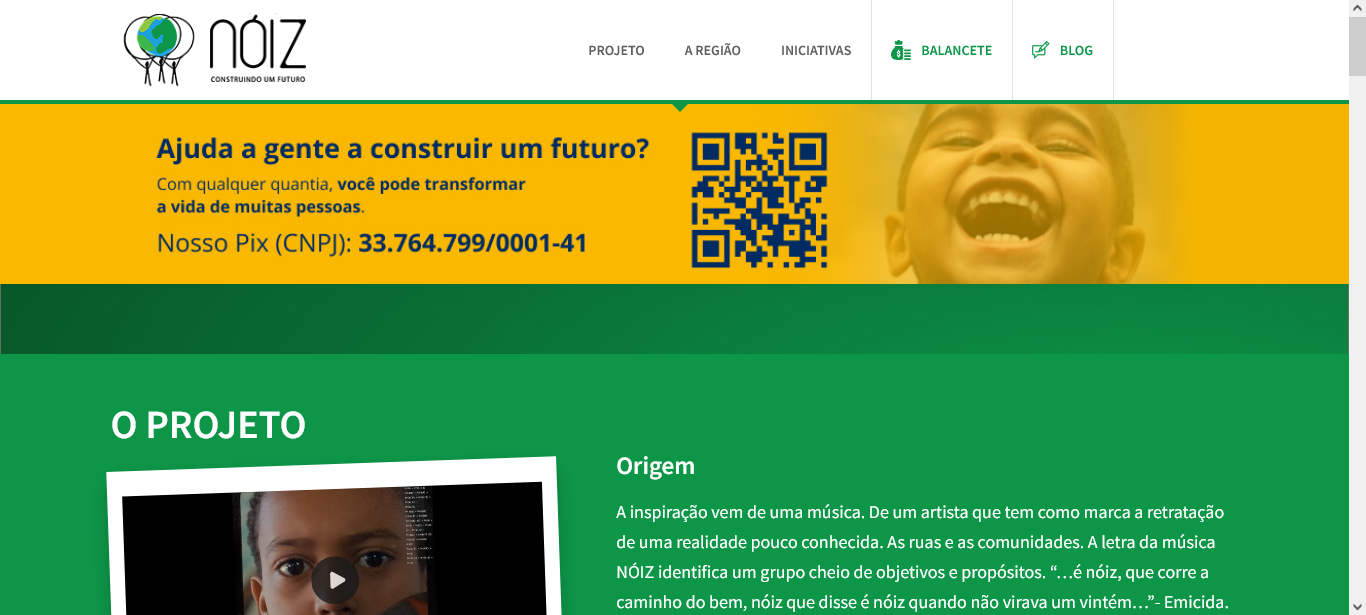 NÓIZ
CONSTRUINDO UM FUTURO
PROJETO
A REGIÃO
INICIATIVAS
BALANCETE
BLOG
Ajuda a gente a construir um futuro?
Com qualquer quantia, você pode transformar
a vida de muitas pessoas.
Nosso Pix (CNPJ): 33.764.799/0001-41
O PROJETO
Origem
A inspiração vem de uma música. De um artista que tem como marca a retratação
de uma realidade pouco conhecida. As ruas e as comunidades. A letra da música
NÓIZ identifica um grupo cheio de objetivos e propósitos. “…é nóiz, que corre a
caminho do bem, nóiz que disse é nóiz quando não virava um vintém…”- Emicida.